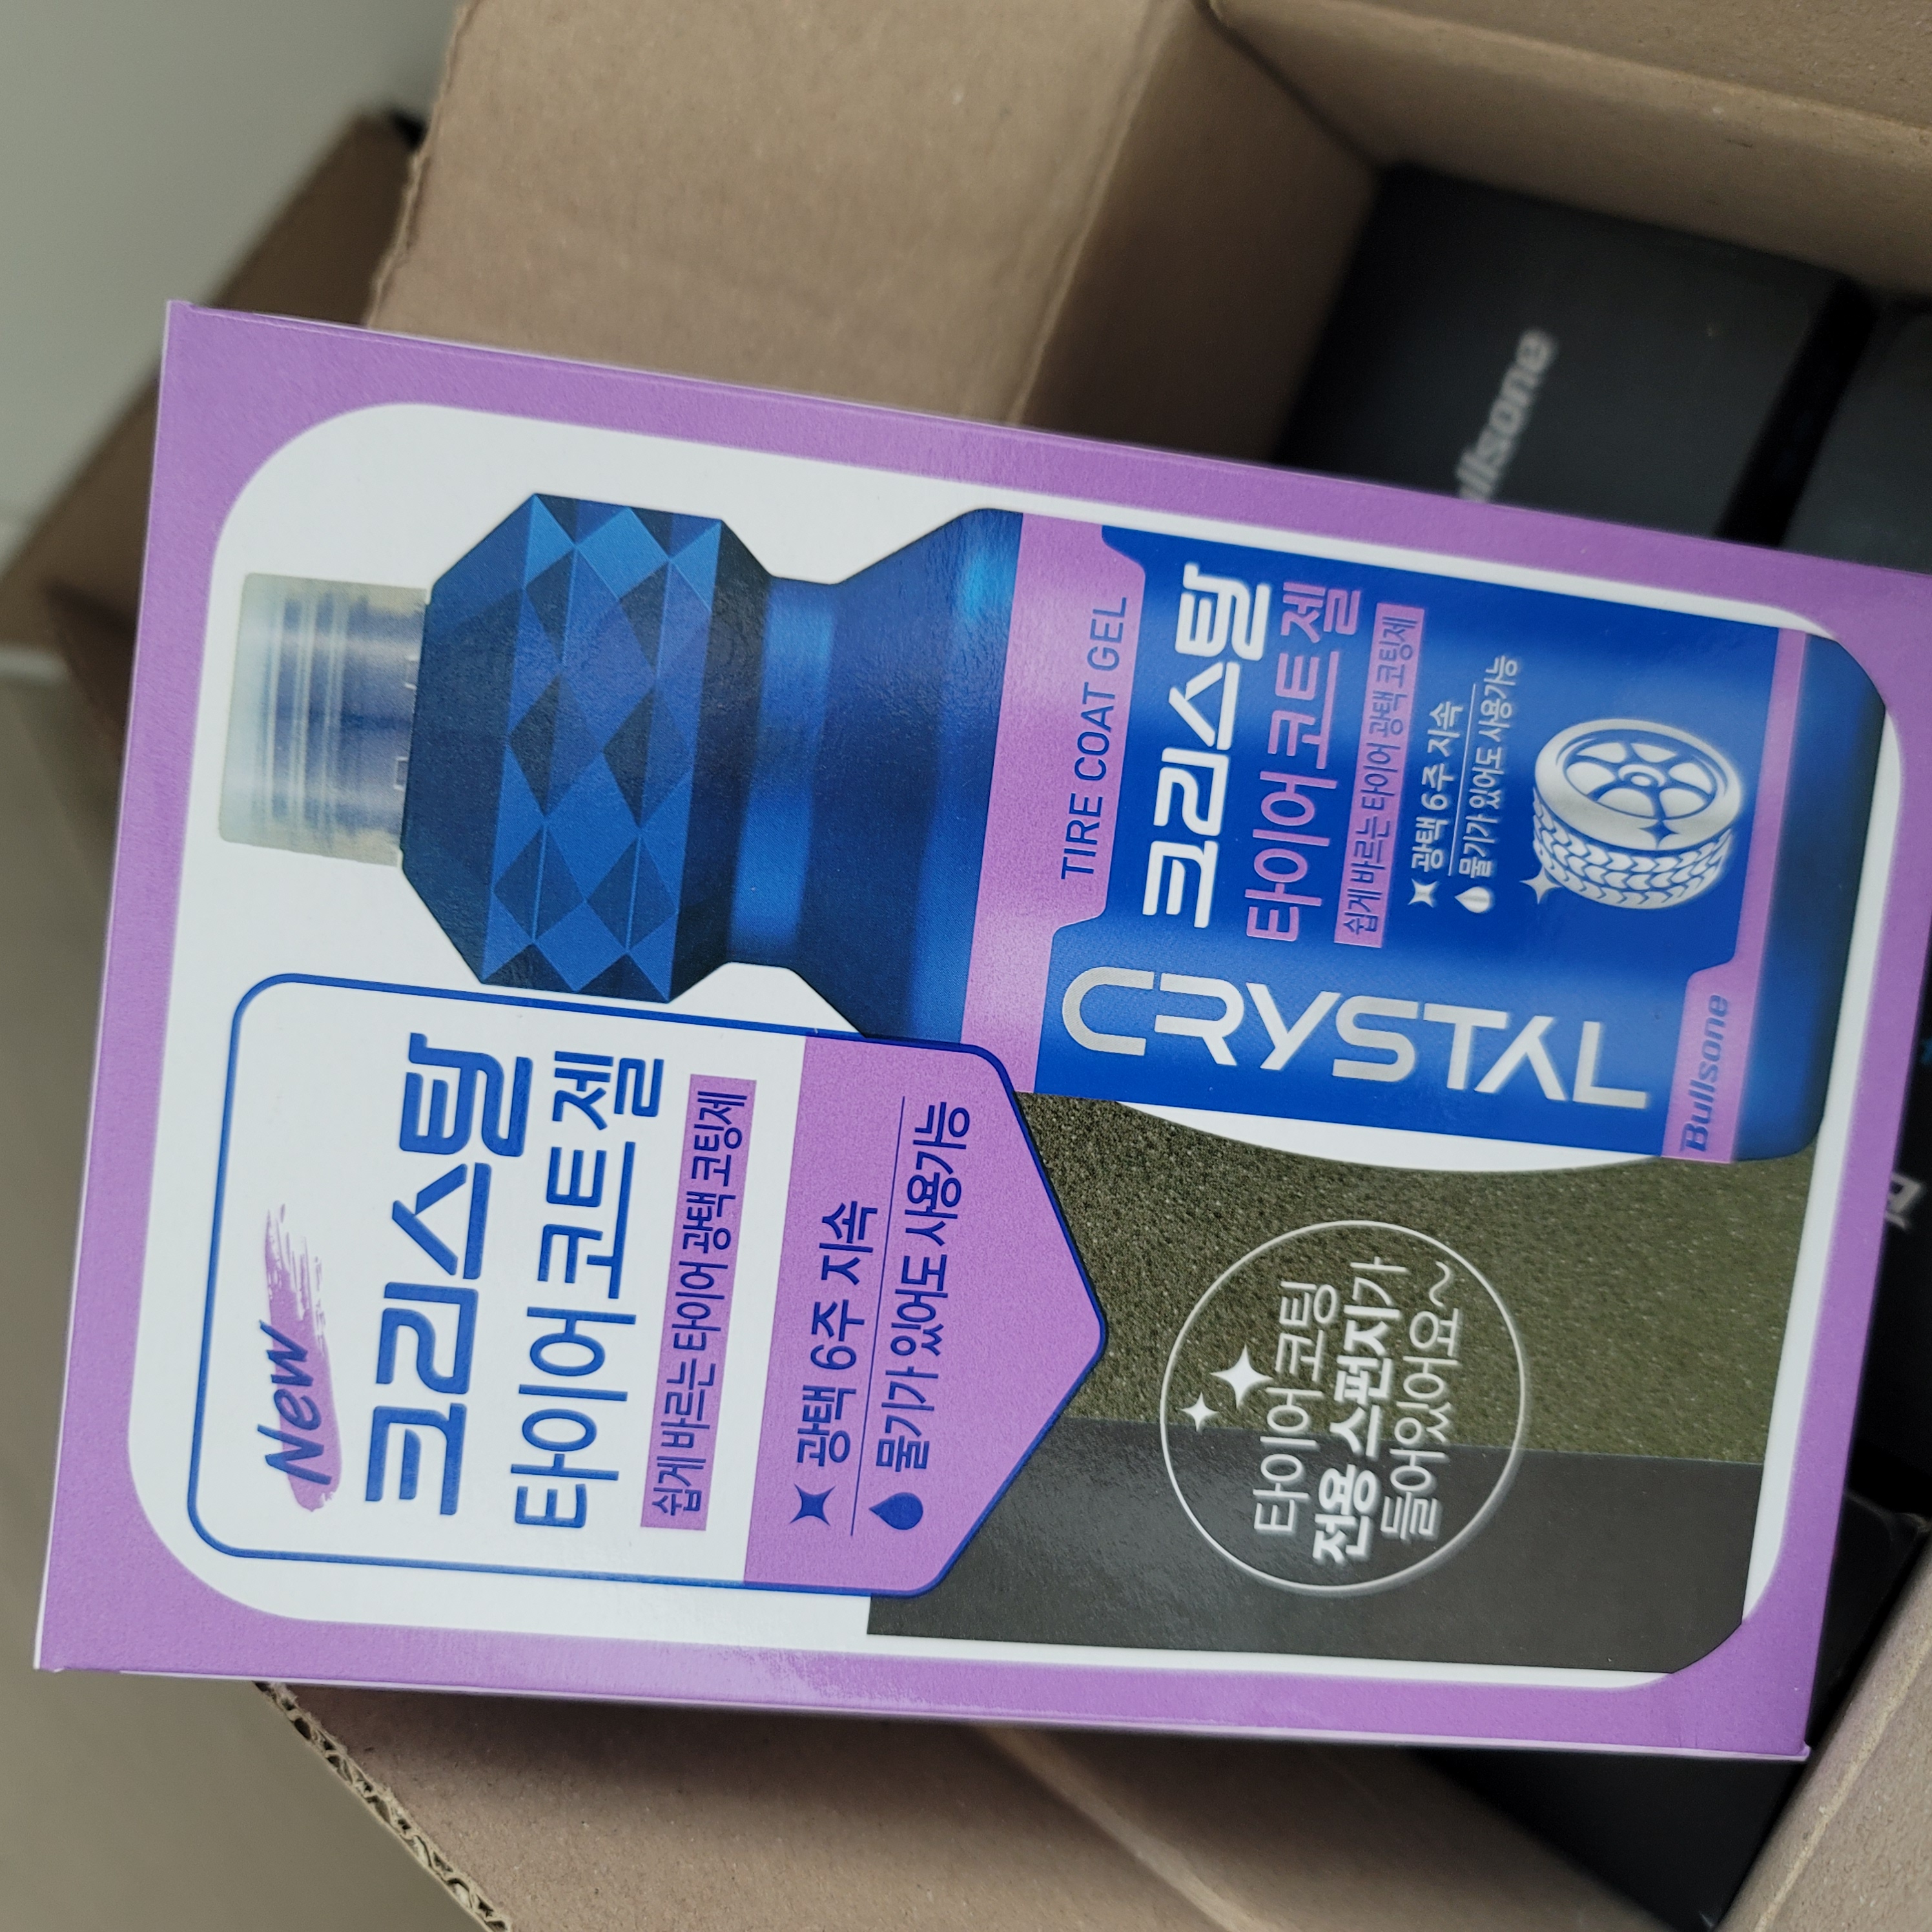 New
크리스탈
타이어코트 젤
쉽게 바르는 타이어 광택 코팅제
광택 6주 지속
물기가 있어도 사용가능
TIRE COAT GEL
CRYSTAL
크리스탈
타이어코트 젤
쉽게 바르는 타이어 광택 코팅제
광택 6주 지속
물기가 있어도 사용가능
Bullsone
타이어코팅
전용 스펀지가
들어있어요~
llsone